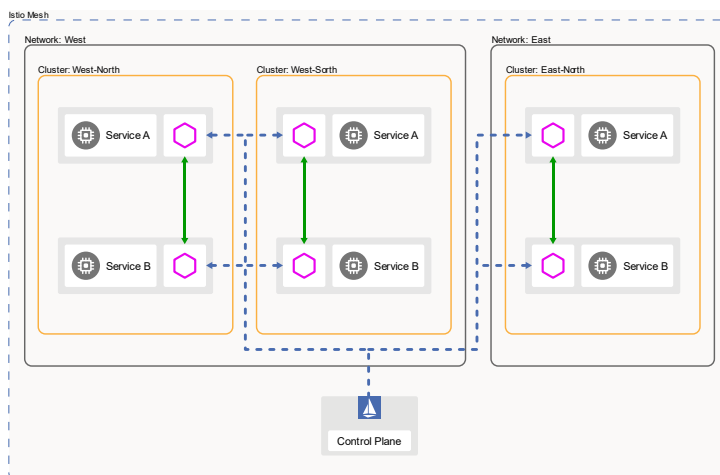 Istio Mesh
Network: West
Network: East
Cluster: West-North
Cluster: West-Sorth
Cluster: East-North
Service A
Service A
Service A
Service B
Service B
Service B
Control Plane